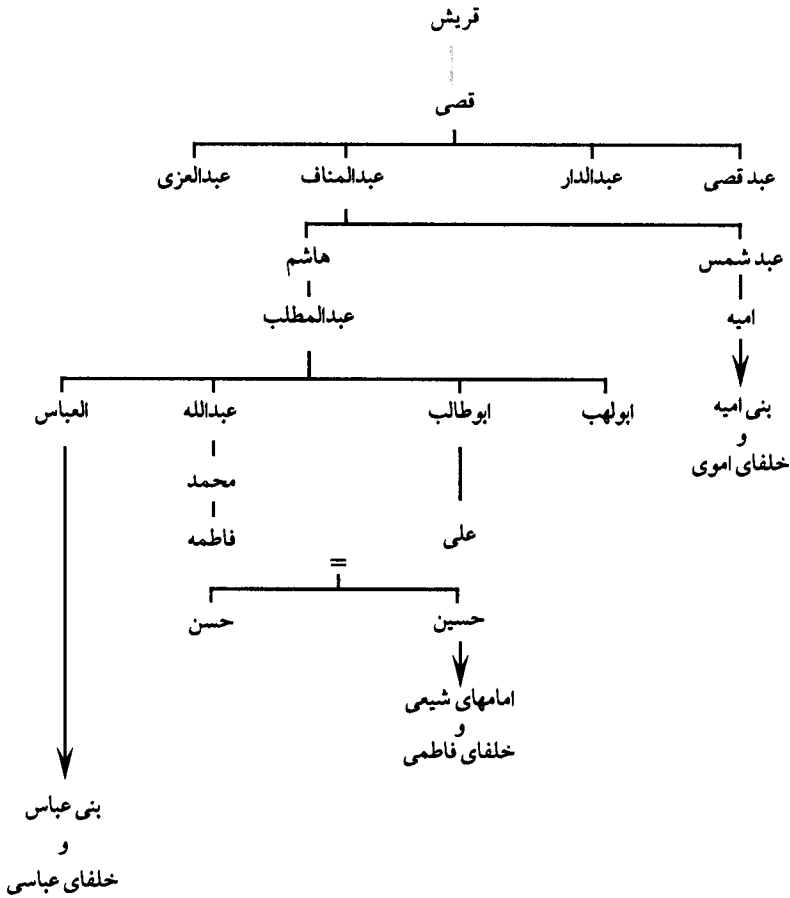 قریش
قصی
عبد قصی
عبدالدار
عبدالمناف
عبدالعزی
عبد شمس
هاشم
امیه
عبدالمطلب
بنی امیه
و
خلفای اموی
ابولهب
ابوطالب
عبدالله
العباس
محمد
علی
فاطمه
=
حسین
حسن
امامهای شیعی
و
خلفای فاطمی
بنی عباس
و
خلفای عباسی